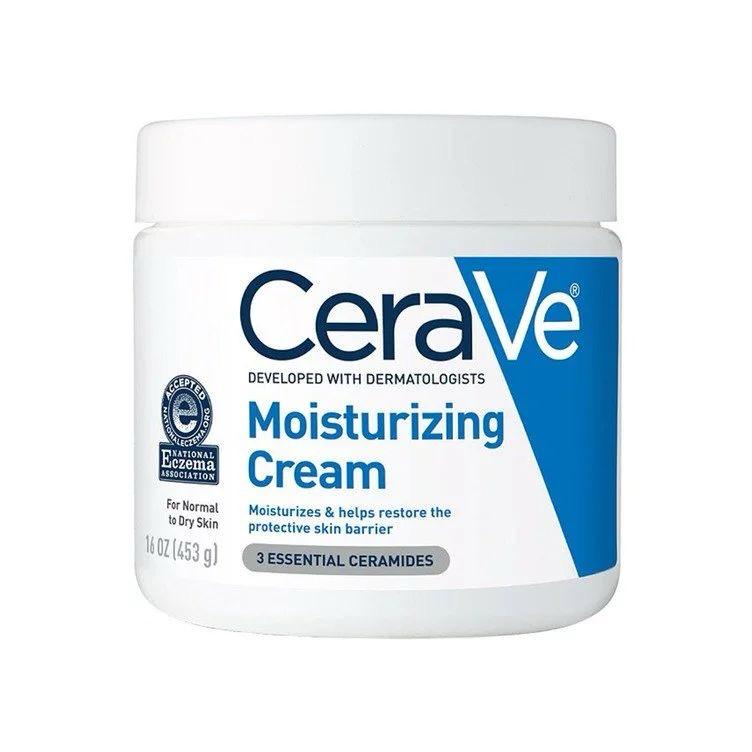 CeraVe®
DEVELOPED WITH DERMATOLOGISTS
Moisturizing
Cream
Moisturizes & helps restore the
protective skin barrier
3 ESSENTIAL CERAMIDES
ACCEPTED
e
NATIONALECZEMA.ORG
NATIONAL
Eczema
ASSOCIATION
For Normal
to Dry Skin
16 OZ (453 g)